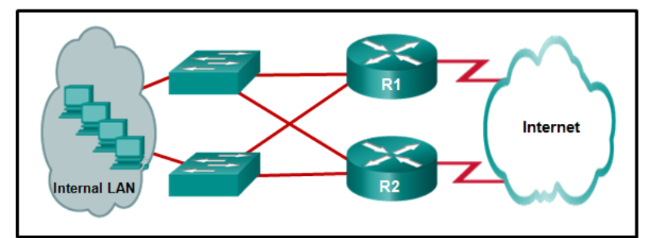 R1
Internet
Internal LAN
R2